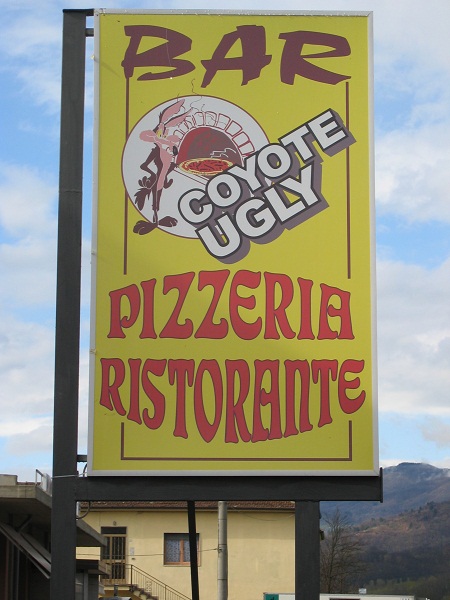 BAR
COYOTE
UGLY
PIZZERIA
RISTORANTE